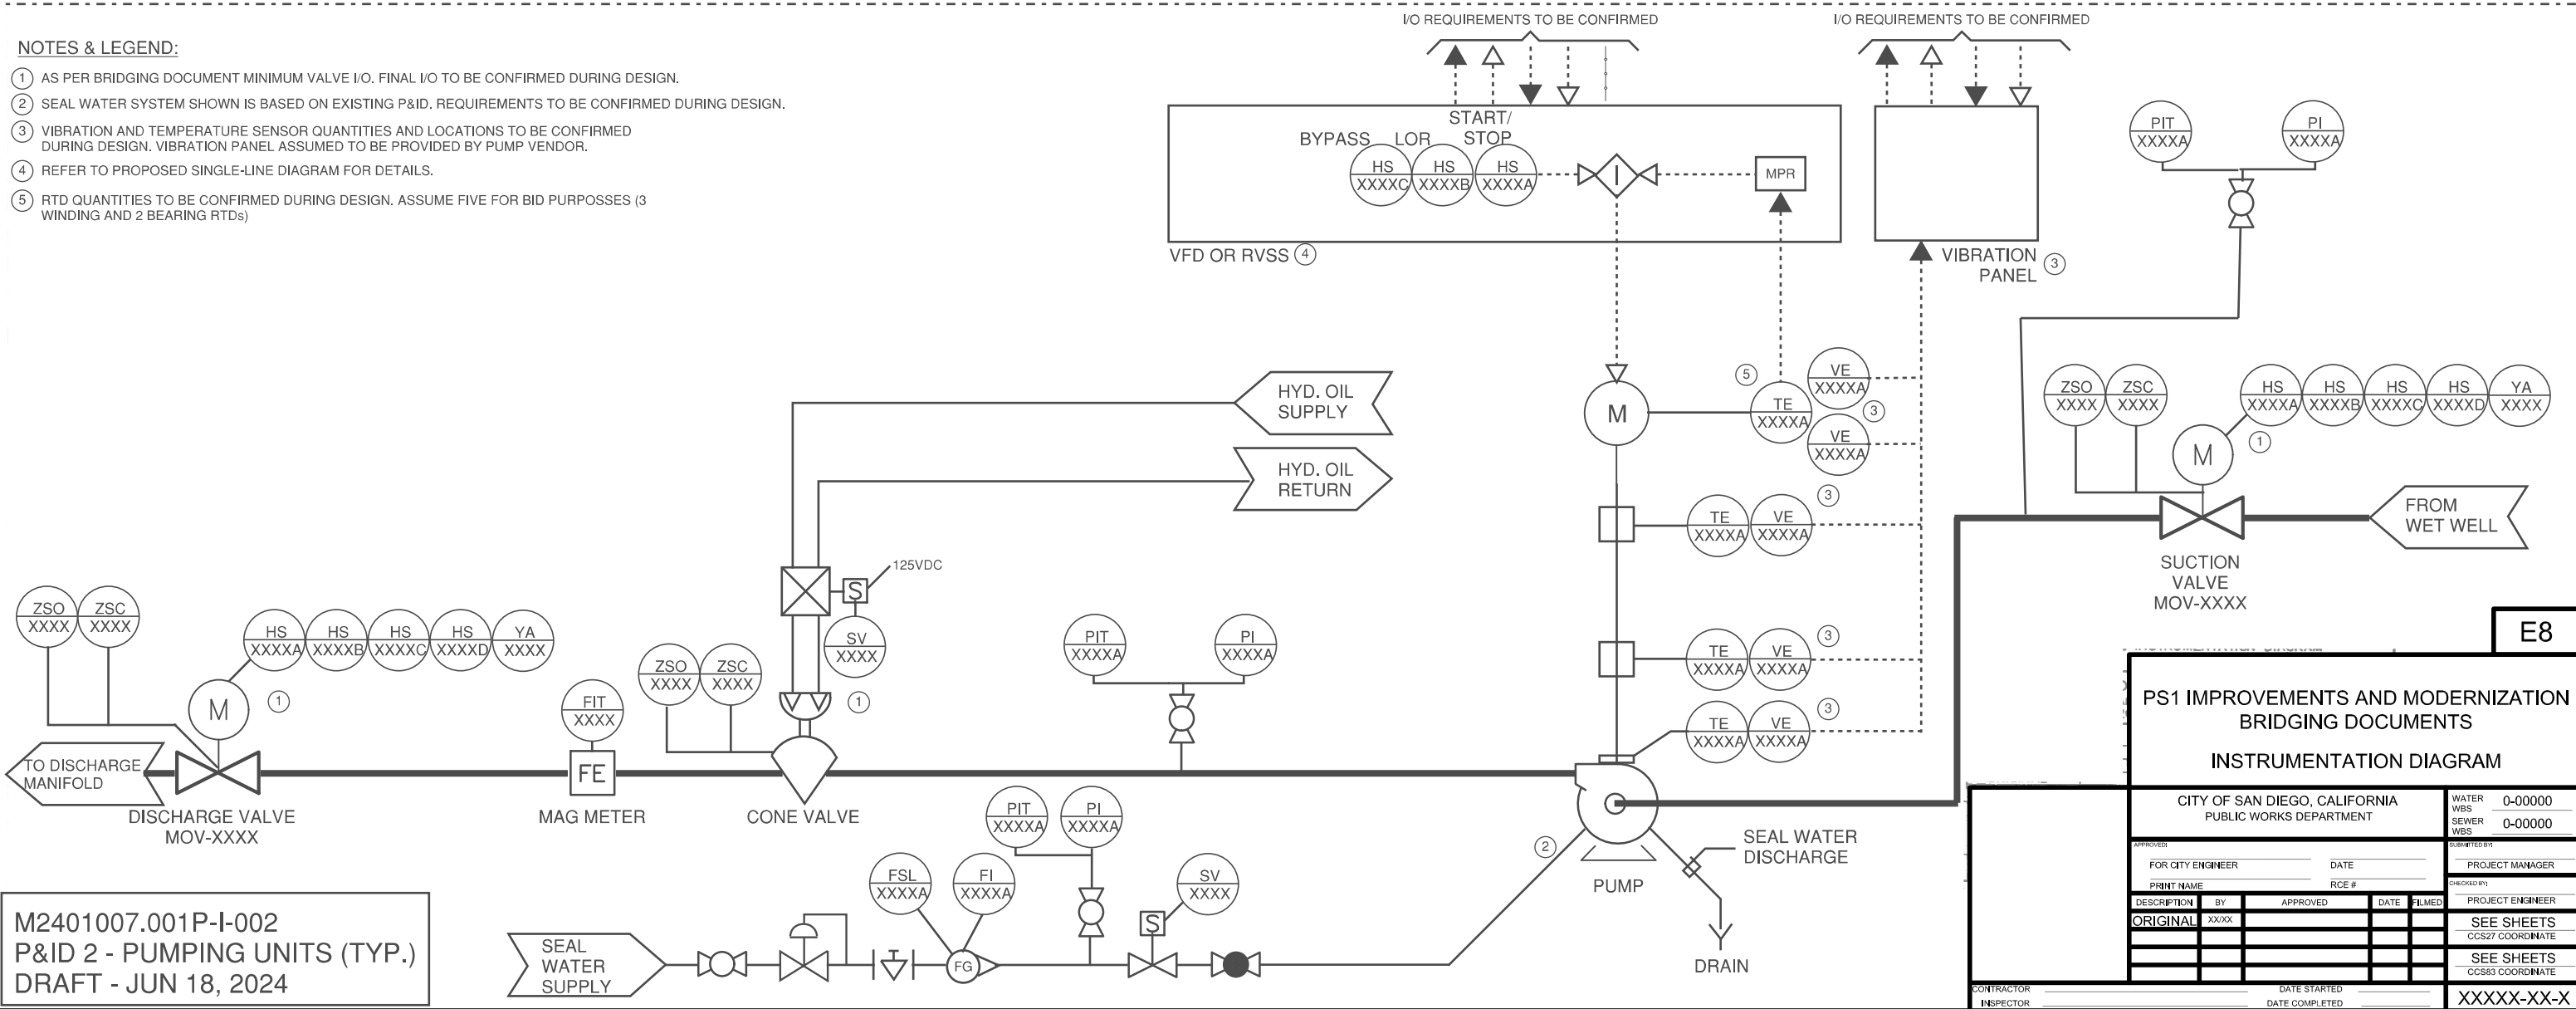 I/O REQUIREMENTS TO BE CONFIRMED
I/O REQUIREMENTS TO BE CONFIRMED
NOTES & LEGEND:
1 AS PER BRIDGING DOCUMENT MINIMUM VALVE I/O. FINAL I/O TO BE CONFIRMED DURING DESIGN.
2 SEAL WATER SYSTEM SHOWN IS BASED ON EXISTING P&ID. REQUIREMENTS TO BE CONFIRMED DURING DESIGN.
3 VIBRATION AND TEMPERATURE SENSOR QUANTITIES AND LOCATIONS TO BE CONFIRMED
DURING DESIGN. VIBRATION PANEL ASSUMED TO BE PROVIDED BY PUMP VENDOR.
4 REFER TO PROPOSED SINGLE-LINE DIAGRAM FOR DETAILS.
5 RTD QUANTITIES TO BE CONFIRMED DURING DESIGN. ASSUME FIVE FOR BID PURPOSSES (3
WINDING AND 2 BEARING RTDs)
START/
STOP
BYPASS
LOR
HS
XXXXC
HS
XXXXB
HS
XXXXA
I
MPR
VFD OR RVSS 4
VIBRATION
PANEL 3
PIT
XXXXA
PI
XXXXA
HYD. OIL
SUPPLY
HYD. OIL
RETURN
M
5
TE
XXXXA
VE
XXXXA
3
VE
XXXXA
TE
XXXXA
VE
XXXXA
3
TE
XXXXA
VE
XXXXA
3
TE
XXXXA
VE
XXXXA
3
ZSO
XXXX
ZSC
XXXX
HS
XXXXA
HS
XXXXB
HS
XXXXC
HS
XXXXD
YA
XXXX
1
M
FROM
WET WELL
SUCTION
VALVE
MOV-XXXX
125VDC
S
SV
XXXX
1
ZSO
XXXX
ZSC
XXXX
HS
XXXXA
HS
XXXXB
HS
XXXXC
HS
XXXXD
YA
XXXX
M
1
FIT
XXXX
ZSO
XXXX
ZSC
XXXX
PIT
XXXXA
PI
XXXXA
TO DISCHARGE
MANIFOLD
FE
DISCHARGE VALVE
MOV-XXXX
MAG METER
CONE VALVE
PIT
XXXXA
PI
XXXXA
2
PUMP
SEAL WATER
DISCHARGE
DRAIN
FSL
XXXXA
FI
XXXXA
SV
XXXX
S
FG
SEAL
WATER
SUPPLY
M2401007.001P-I-002
P&ID 2 - PUMPING UNITS (TYP.)
DRAFT - JUN 18, 2024
E8
PS1 IMPROVEMENTS AND MODERNIZATION
BRIDGING DOCUMENTS
INSTRUMENTATION DIAGRAM
CITY OF SAN DIEGO, CALIFORNIA
PUBLIC WORKS DEPARTMENT
WATER
WBS
0-00000
SEWER
WBS
0-00000
APPROVED:
FOR CITY ENGINEER
DATE
PRINT NAME
RCE #
SUBMITTED BY:
PROJECT MANAGER
CHECKED BY:
PROJECT ENGINEER
DESCRIPTION BY APPROVED DATE FILMED
ORIGINAL XX/XX
SEE SHEETS
CCS27 COORDINATE
SEE SHEETS
CCS83 COORDINATE
CONTRACTOR
DATE STARTED
INSPECTOR
DATE COMPLETED
XXXXX-XX-X